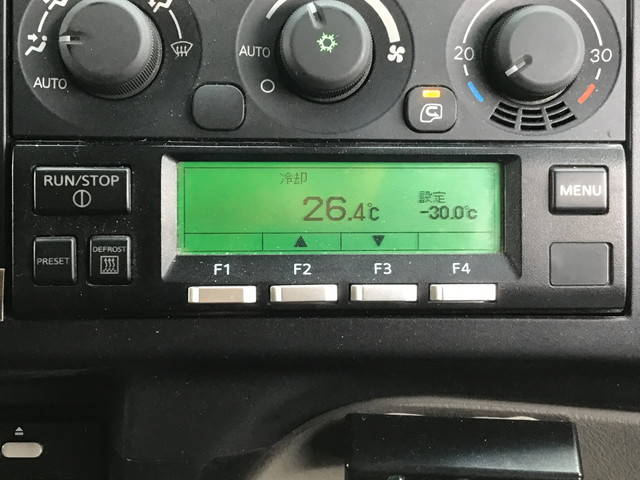 AUTO
AUTO
20
30
RUN/STOP
冷却
26.4℃
設定
-30.0℃
MENU
PRESET
DEFROST
F1
F2
F3
F4